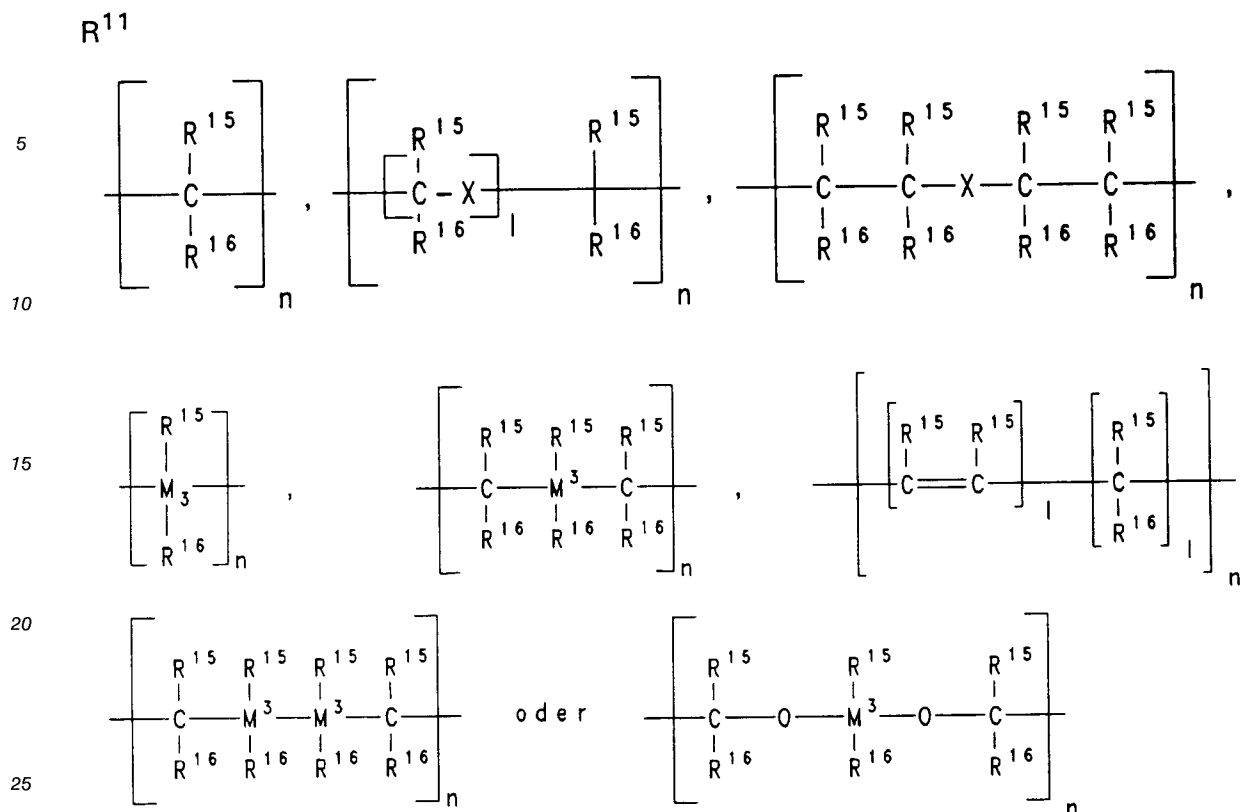 R¹¹
R¹⁵ R¹⁵ R¹⁵ R¹⁵ R¹⁵ R¹⁵ R¹⁵
5
C , C — X , C C — X — C C ,
R¹⁶ R¹⁶ l R¹⁶ R¹⁶ R¹⁶ R¹⁶ R¹⁶
10 n n n
R¹⁵ R¹⁵ R¹⁵ R¹⁵ R¹⁵ R¹⁵ R¹⁵
15 M₃ , C — M³ — C , C = C l C
R¹⁶ n R¹⁶ R¹⁶ R¹⁶ n R¹⁶ l n
20
R¹⁵ R¹⁵ R¹⁵ R¹⁵ R¹⁵ R¹⁵ R¹⁵
C — M³ — M³ — C oder C — O — M³ — O — C
R¹⁶ R¹⁶ R¹⁶ R¹⁶ R¹⁶ R¹⁶ R¹⁶
25 n n